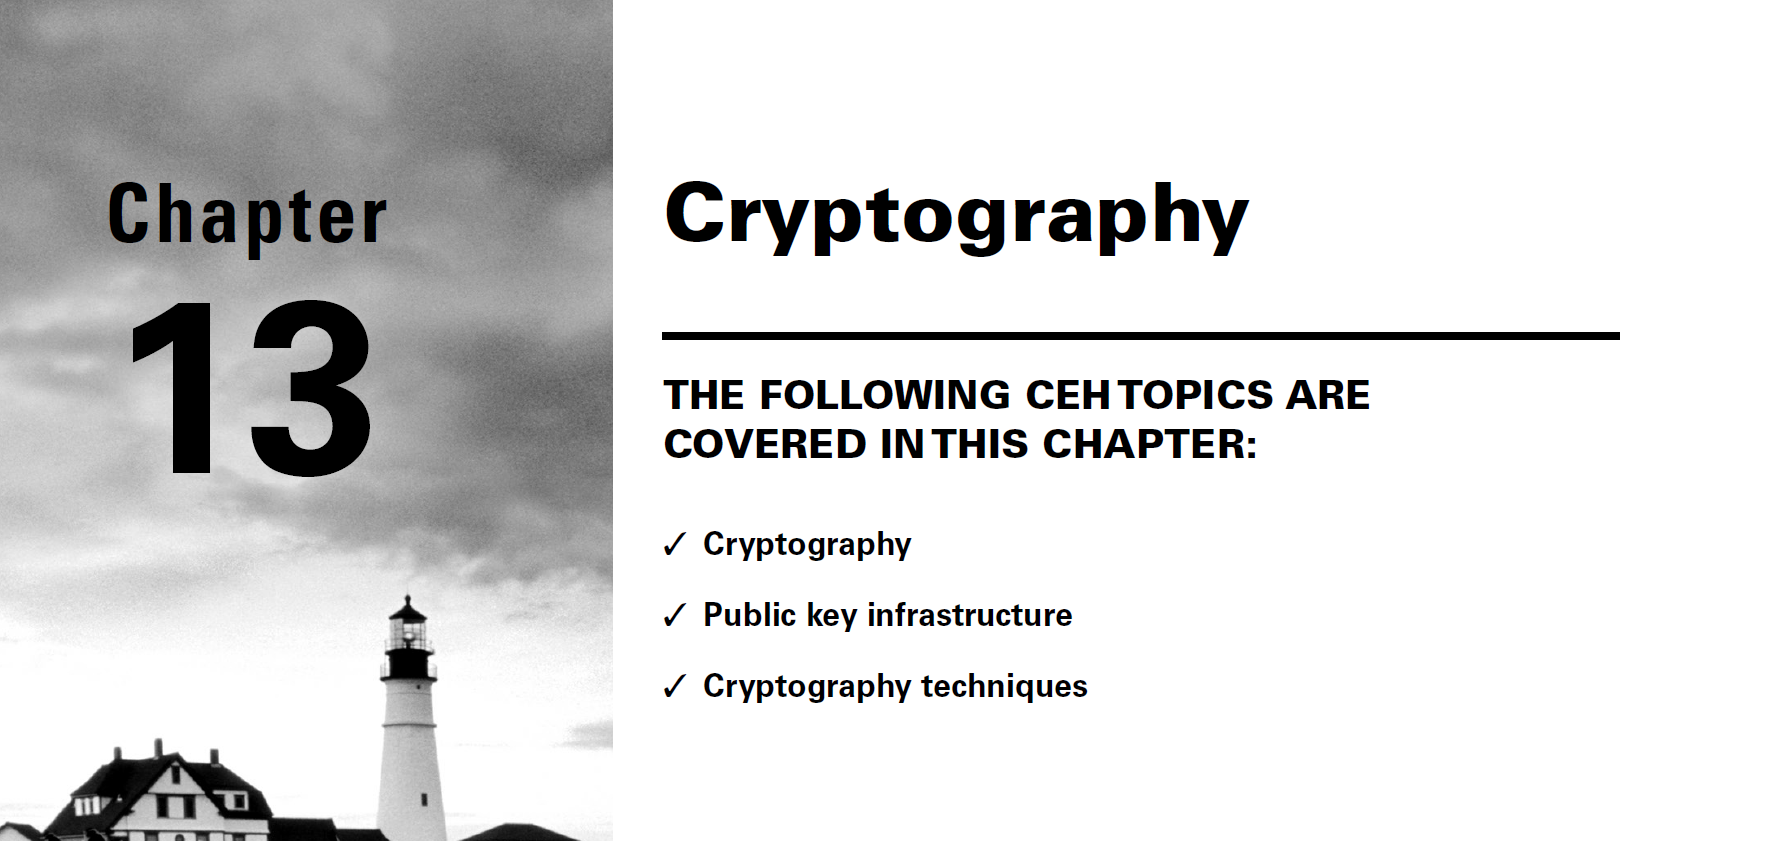 Chapter
13
Cryptography
THE FOLLOWING CEH TOPICS ARE
COVERED IN THIS CHAPTER:
✓ Cryptography
✓ Public key infrastructure
✓ Cryptography techniques